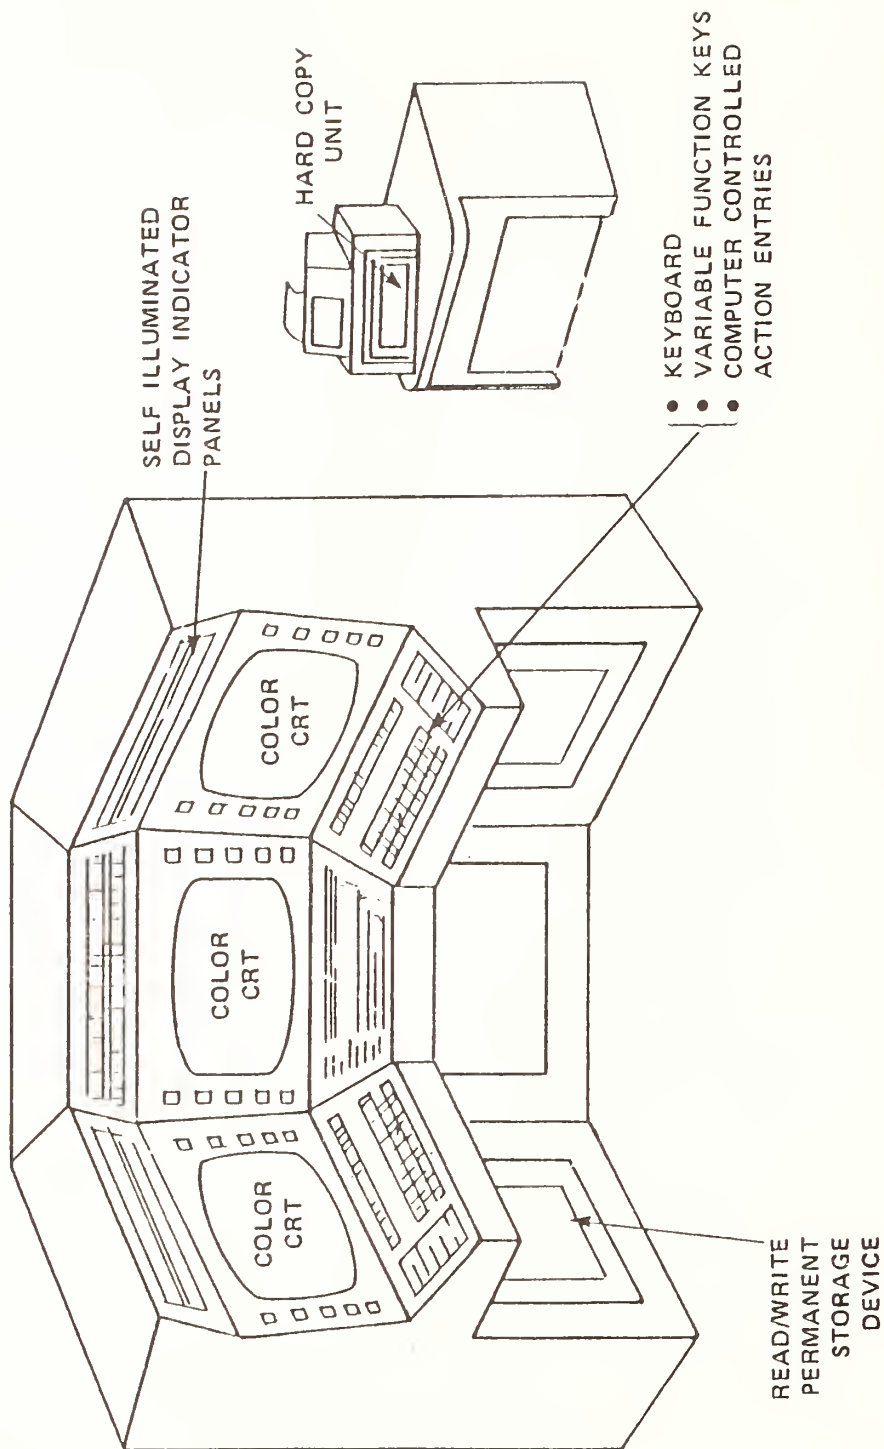 SELF ILLUMINATED
DISPLAY INDICATOR
PANELS
HARD COPY
UNIT
COLOR
CRT
COLOR
CRT
COLOR
CRT
• KEYBOARD
• VARIABLE FUNCTION KEYS
• COMPUTER CONTROLLED
ACTION ENTRIES
READ/WRITE
PERMANENT
STORAGE
DEVICE